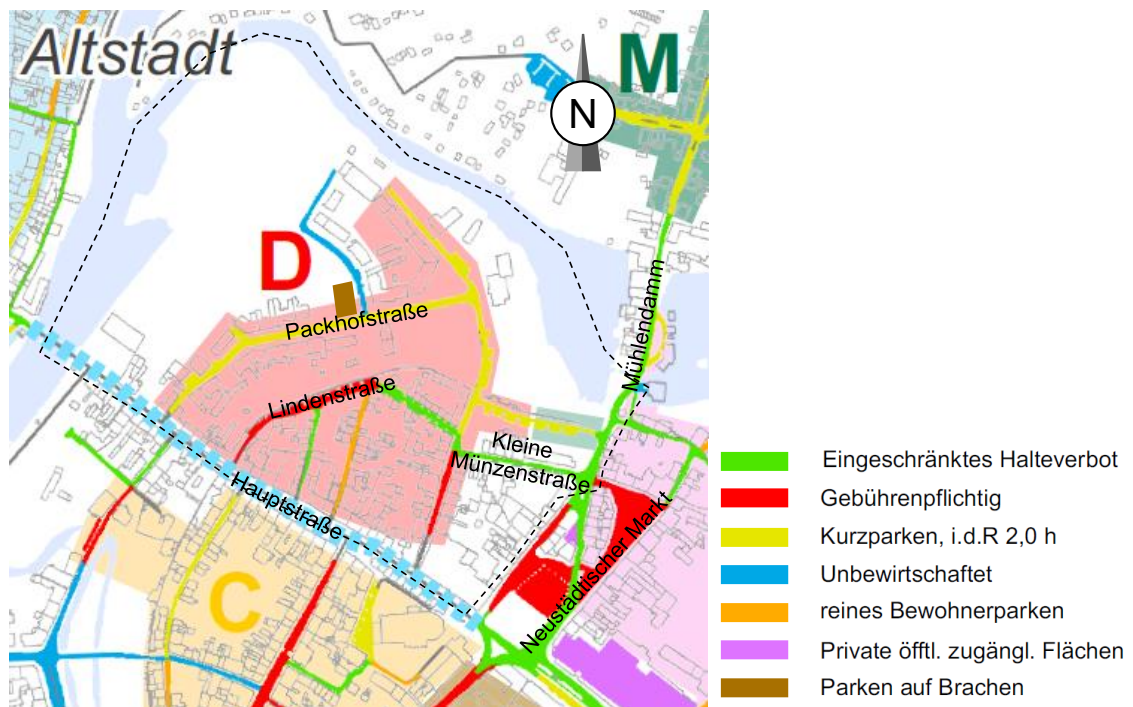 Altstadt
M
N
D
Packhofstraße
Mühlendamm
Lindenstraße
Kleine
Münzenstraße
Hauptstraße
Neustädtischer Markt
C
Eingeschränktes Halteverbot
Gebührenpflichtig
Kurzparken, i.d.R 2,0 h
Unbewirtschaftet
reines Bewohnerparken
Private öfftl. zugängl. Flächen
Parken auf Brachen